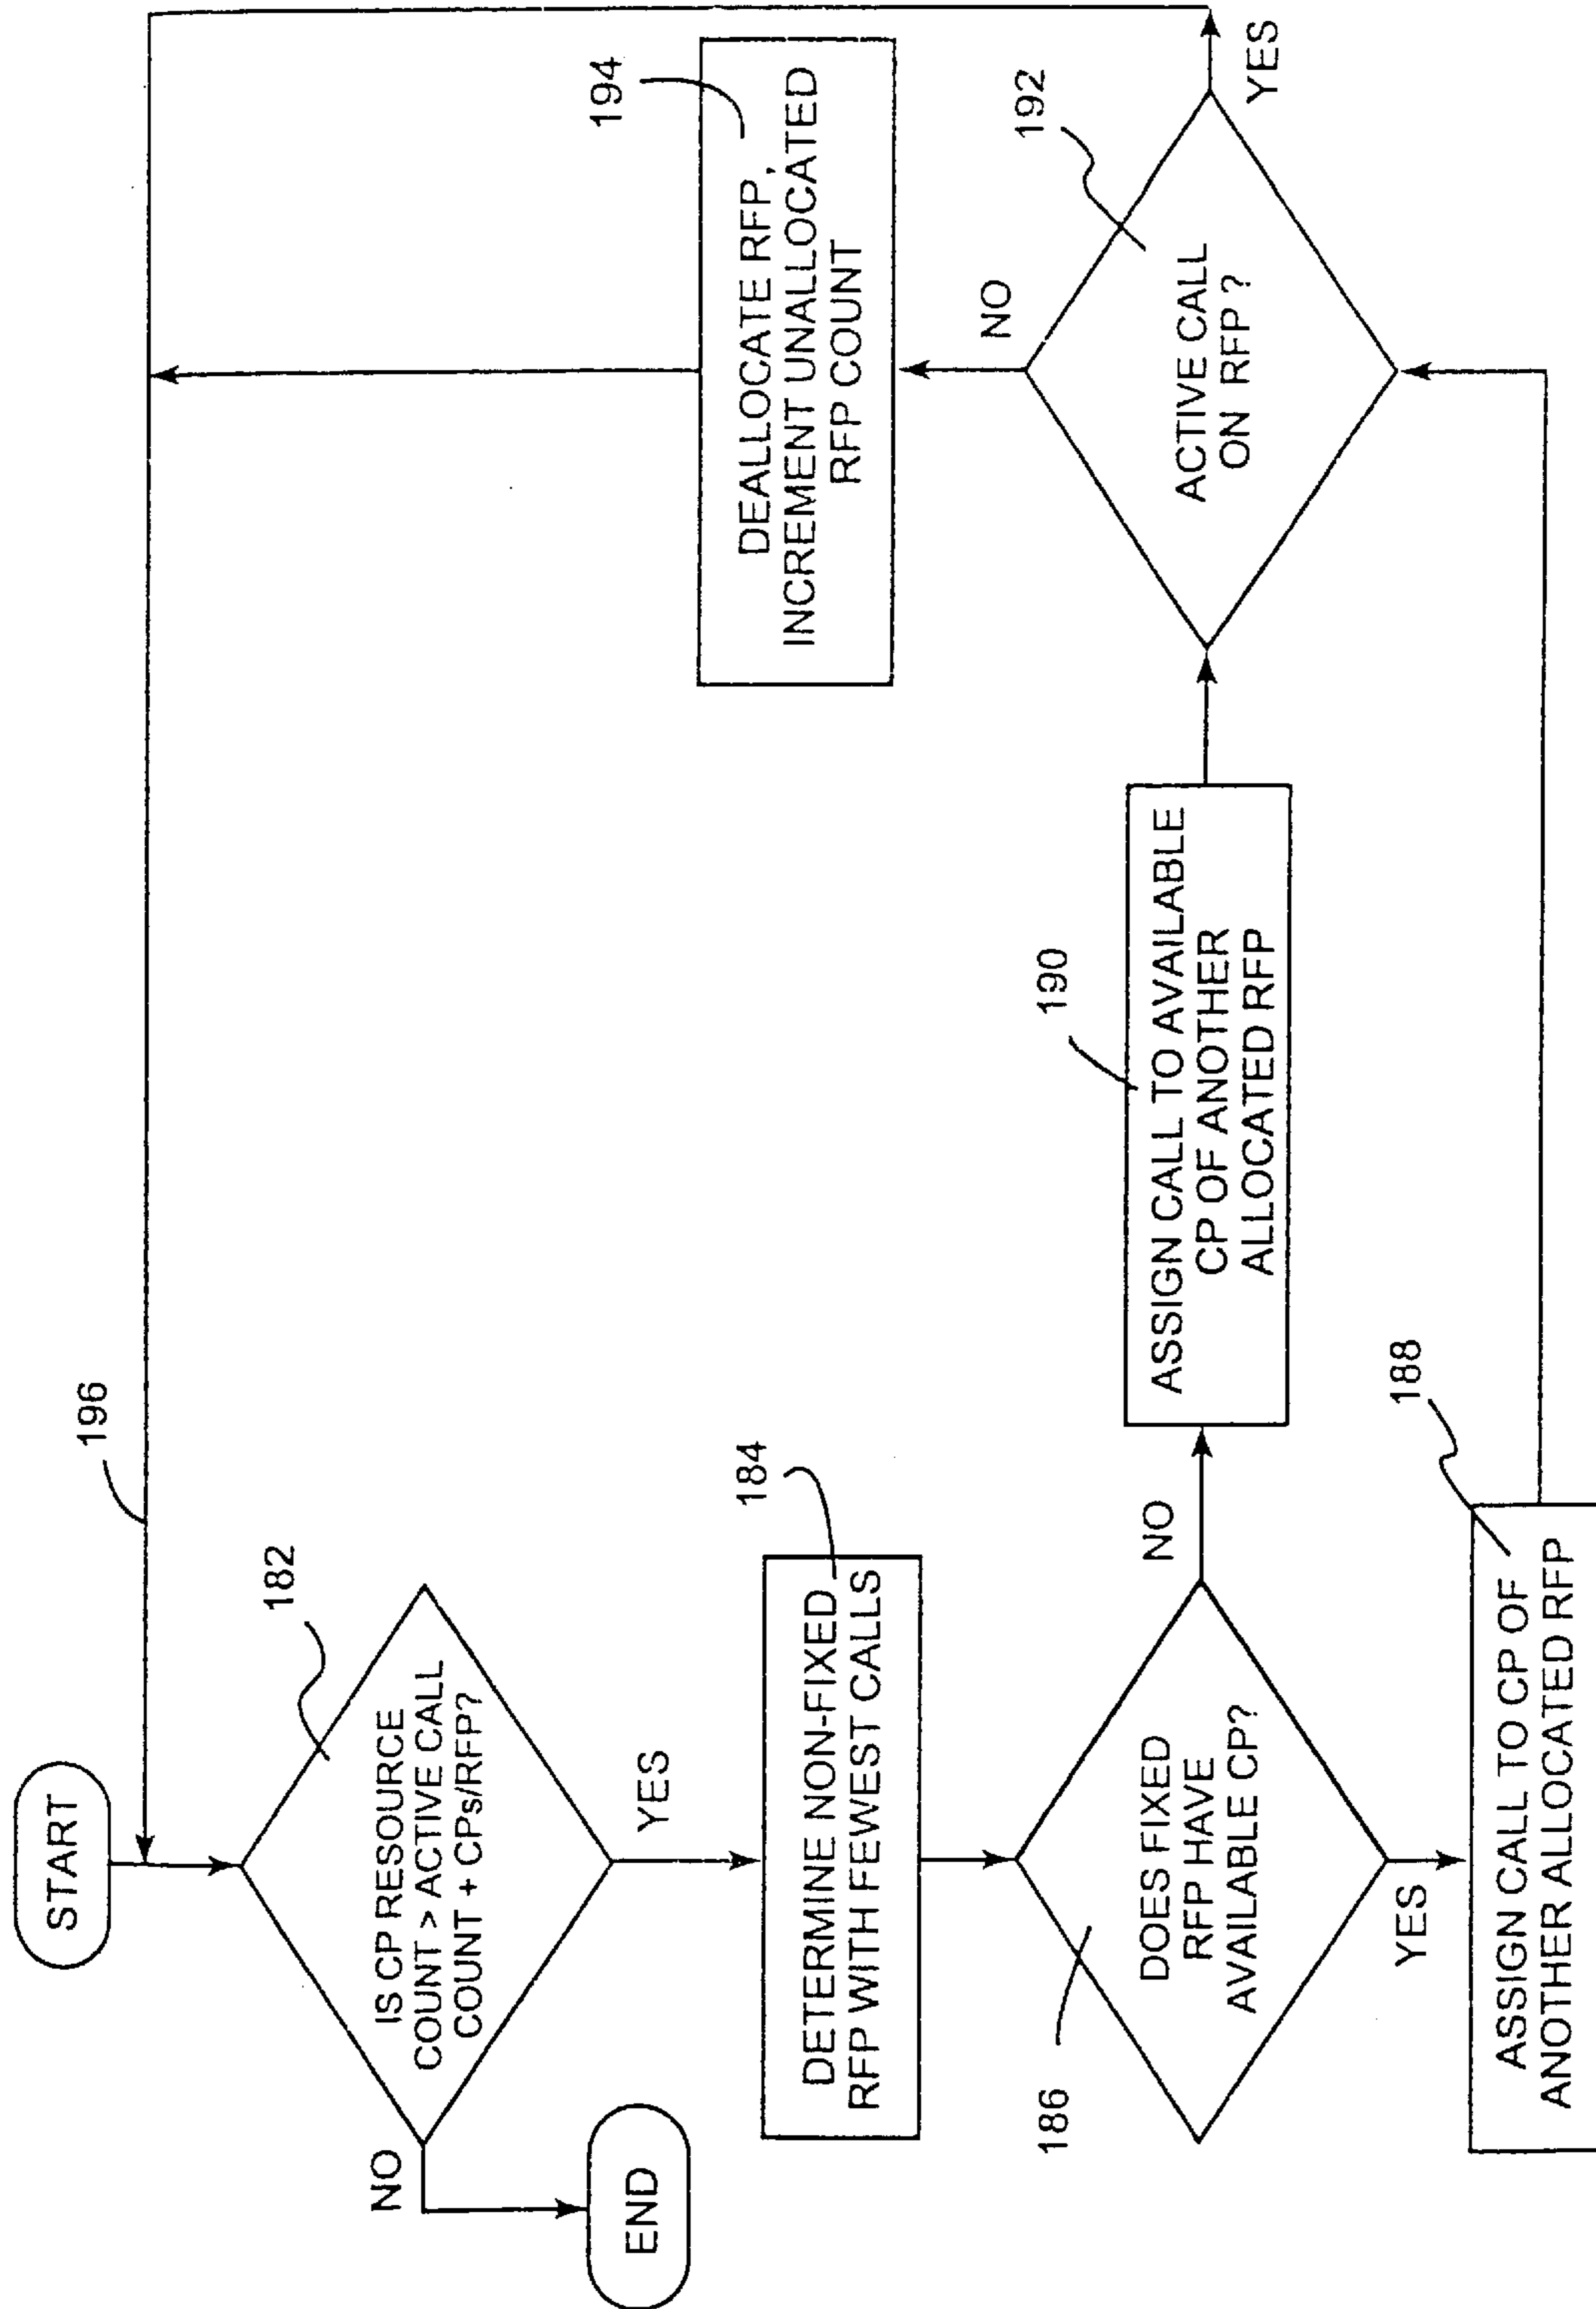 START
196
182
IS CP RESOURCE
COUNT > ACTIVE CALL
COUNT + CPs/RFP?
NO
END
YES
184
DETERMINE NON-FIXED
RFP WITH FEWEST CALLS
186
DOES FIXED
RFP HAVE
AVAILABLE CP?
NO
YES
188
ASSIGN CALL TO CP OF
ANOTHER ALLOCATED RFP
190
ASSIGN CALL TO AVAILABLE
CP OF ANOTHER
ALLOCATED RFP
192
ACTIVE CALL
ON RFP?
NO
YES
194
DEALLOCATE RFP,
INCREMENT UNALLOCATED
RFP COUNT